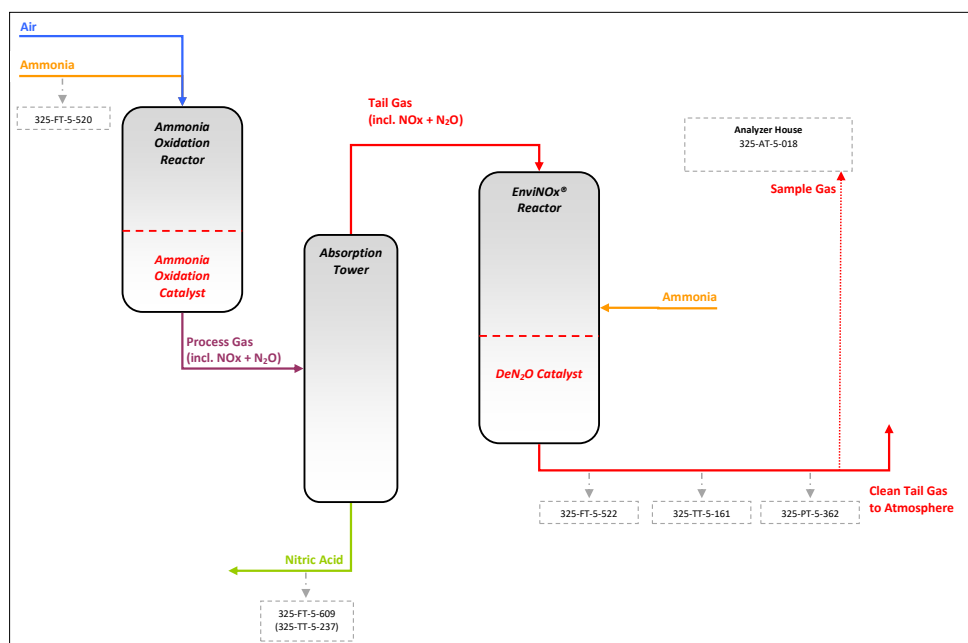 Air
Ammonia
325-FT-5-520
Ammonia
Oxidation
Reactor
Ammonia
Oxidation
Catalyst
Process Gas
(incl. NOx + N₂O)
Tail Gas
(incl. NOx + N₂O)
Absorption
Tower
EnviNOx®
Reactor
Ammonia
DeN₂O Catalyst
Analyzer House
325-AT-5-018
Sample Gas
325-FT-5-522
325-TT-5-161
325-PT-5-362
Clean Tail Gas
to Atmosphere
Nitric Acid
325-FT-5-609
(325-TT-5-237)